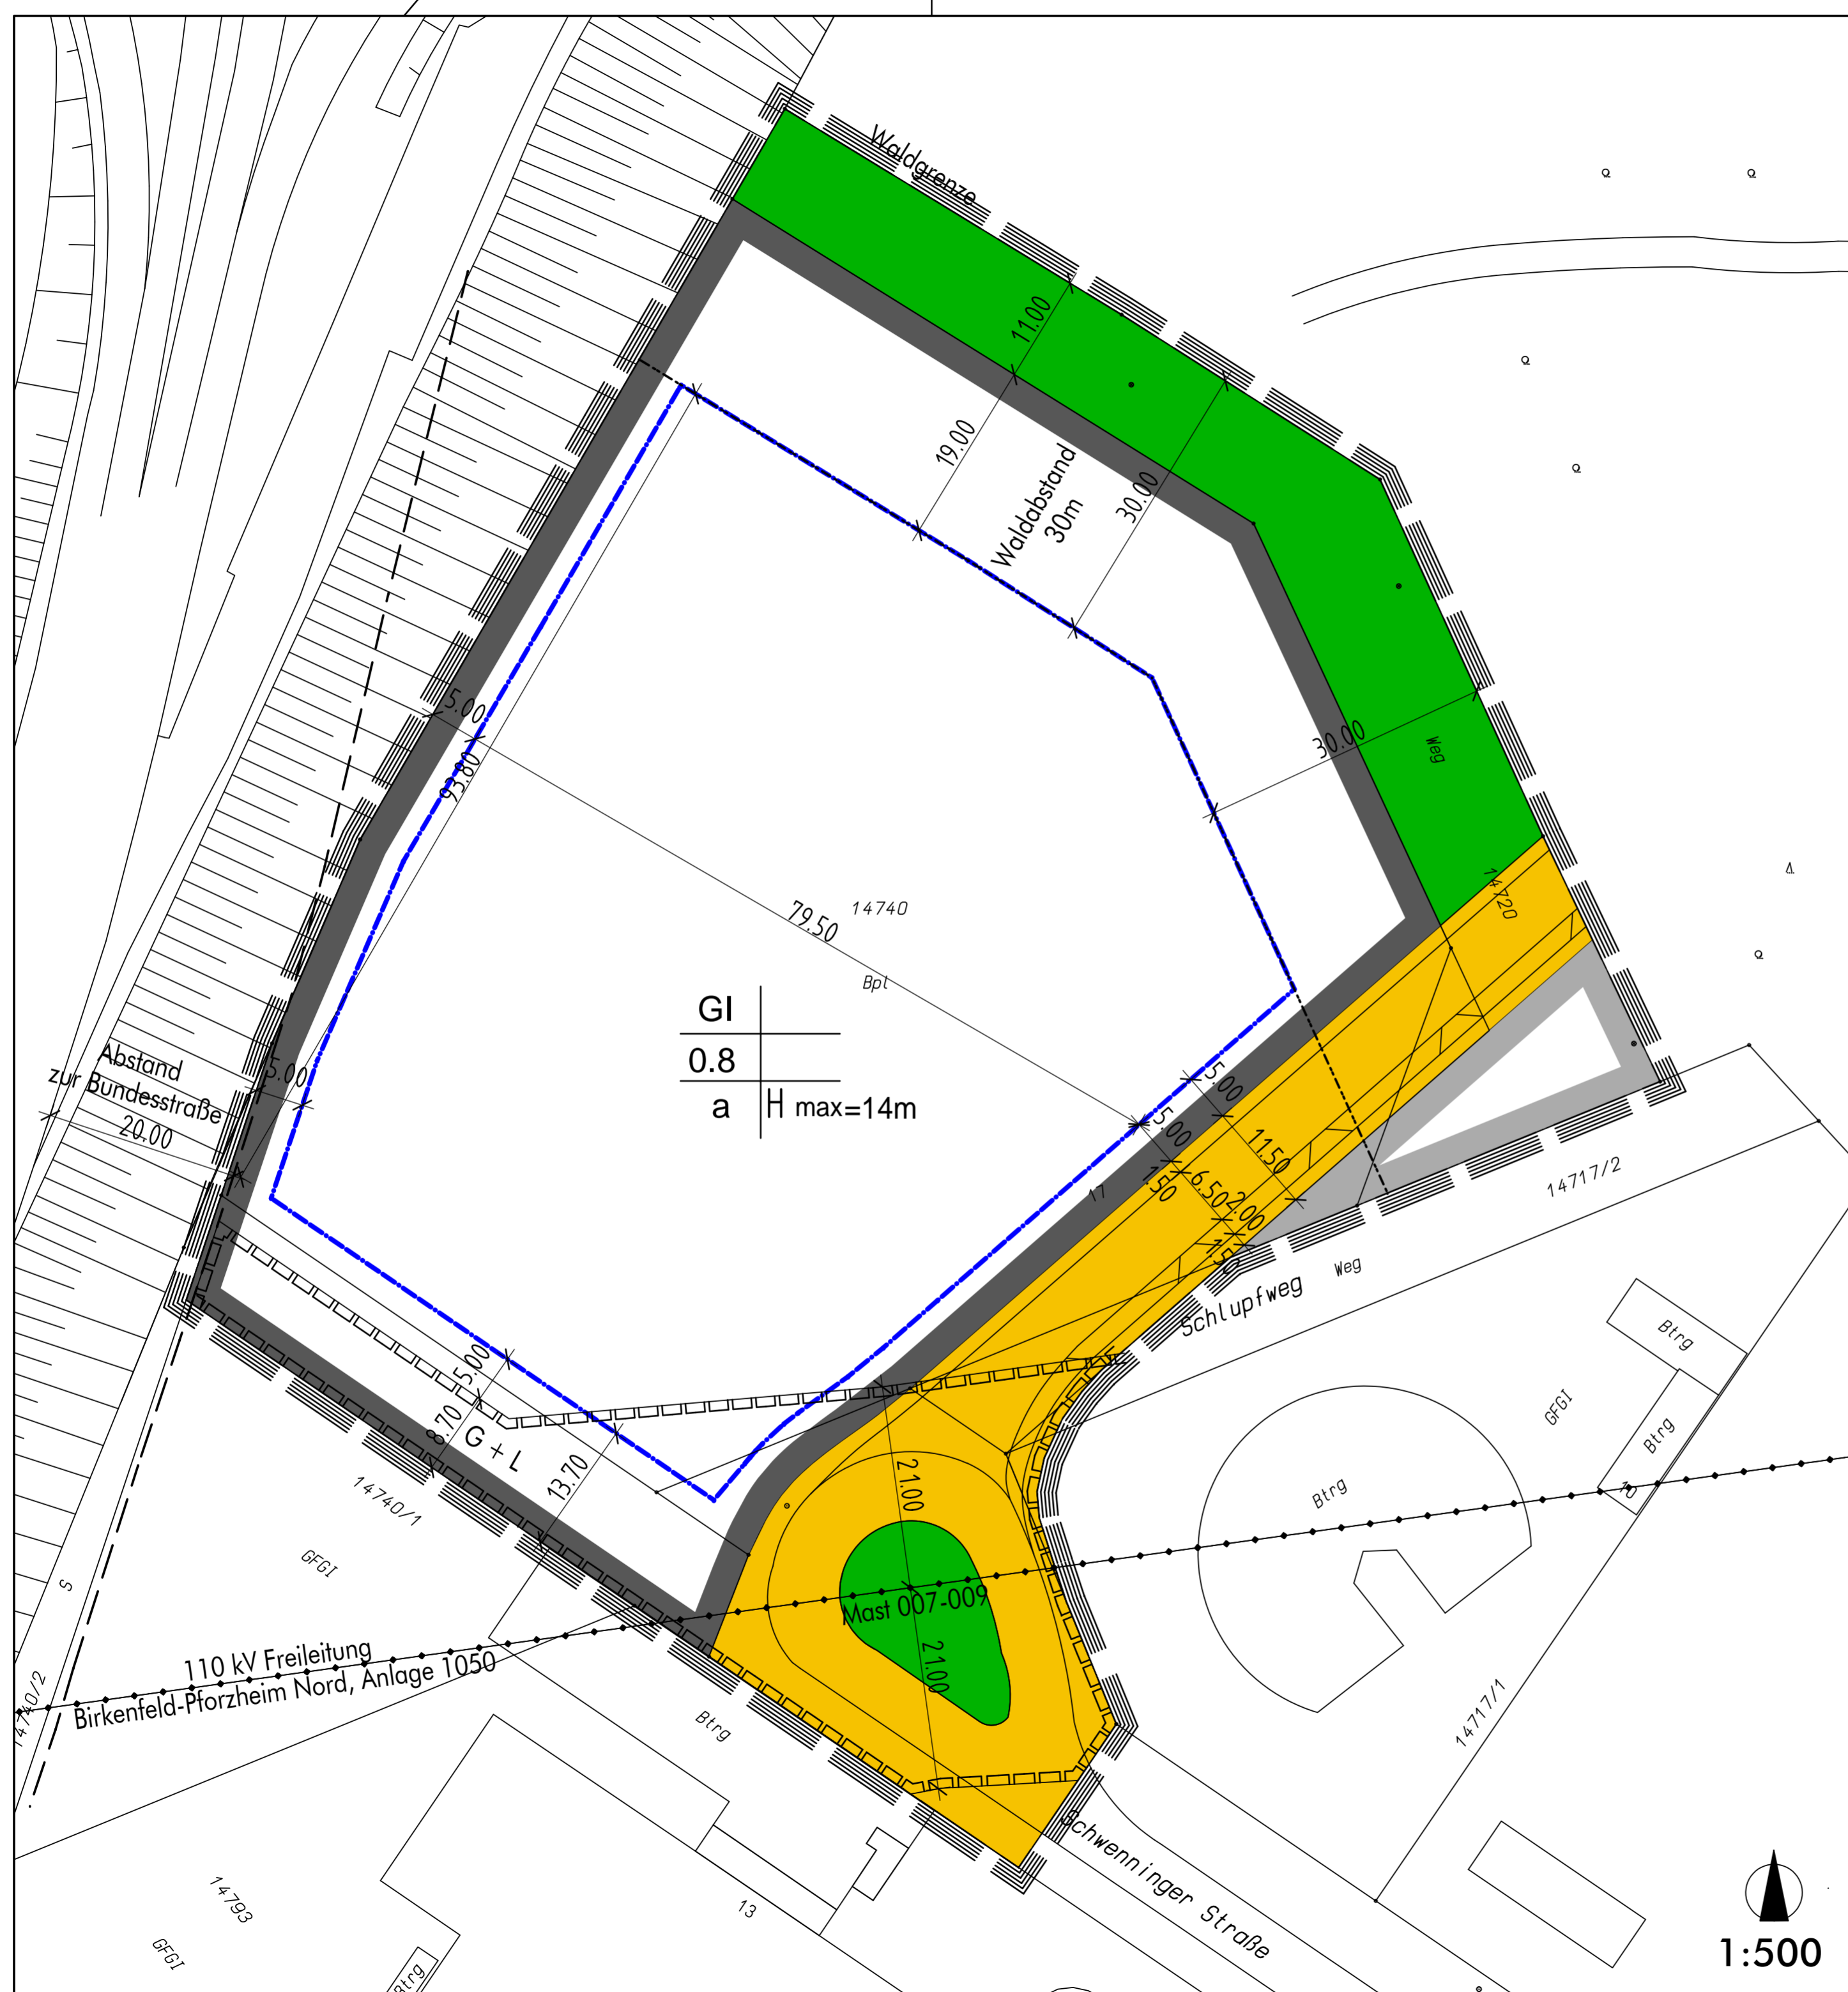 Waldgrenze
11.00
19.00
Waldabstand
30m
30.00
30.00
Weg
14720
5.00
93.80
79.50
14740
Bpl
GI
0.8
a
H max=14m
Abstand
zur Bundesstraße
20.00
5.00
5.00
5.00
11.50
1.50
6.50
2.00
1.50
17
14717/2
Schlupfweg
Weg
5.00
8.70
G + L
13.70
14740/1
GFGI
21.00
Mast 007-009
21.00
Btrg
Btrg
Btrg
GFGI
10
S
14740/2
110 kV Freileitung
Birkenfeld-Pforzheim Nord, Anlage 1050
Btrg
14717/1
Schwenninger Straße
14793
GFGI
Btrg
13
1:500